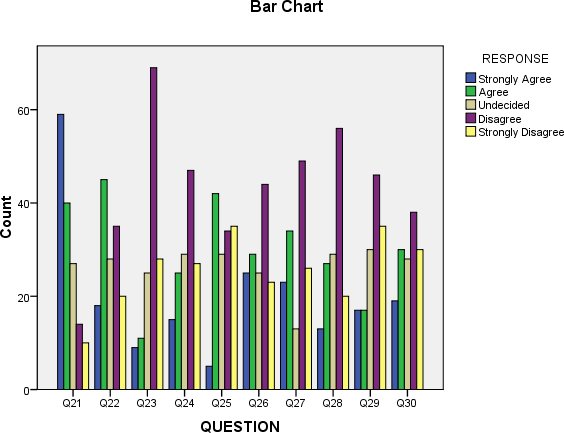 Bar Chart
RESPONSE
Strongly Agree
Agree
Undecided
Disagree
Strongly Disagree
Count
60
40
20
0
Q21 Q22 Q23 Q24 Q25 Q26 Q27 Q28 Q29 Q30
QUESTION